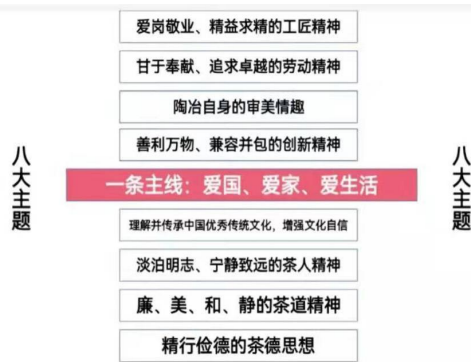 爱岗敬业、精益求精的工匠精神
甘于奉献、追求卓越的劳动精神
陶冶自身的审美情趣
善利万物、兼容并包的创新精神
八大主题
一条主线：爱国、爱家、爱生活
八大主题
理解并传承中国优秀传统文化，增强文化自信
淡泊明志、宁静致远的茶人精神
廉、美、和、静的茶道精神
精行俭德的茶德思想